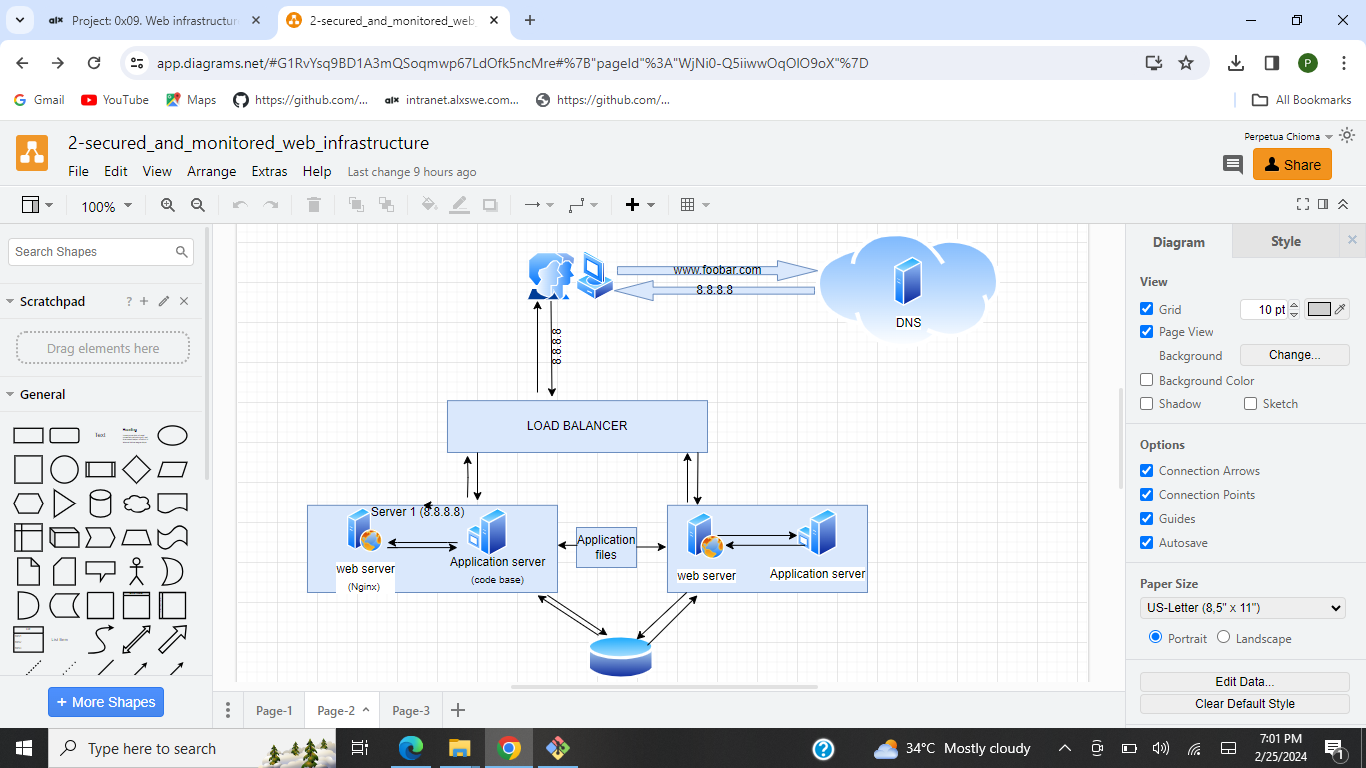 Project: 0x09. Web infrastructure
2-secured_and_monitored_web_
app.diagrams.net/#G1RvYsq9BD1A3mQSoqmwp67LdOfk5ncMre#%7B"pageId"%3A"WjNi0-Q5iiwwOqOlO9oX"%7D
P
Gmail
YouTube
Maps
https://github.com/...
alx
intranet.alxswe.com...
https://github.com/...
All Bookmarks
2-secured_and_monitored_web_infrastructure
File Edit View Arrange Extras Help Last change 9 hours ago
Perpetua Chioma
Share
100%
Search Shapes
Scratchpad
?
Drag elements here
General
Text
Heading
List Item
+ More Shapes
www.foobar.com
8.8.8.8
DNS
8.8.8.8
LOAD BALANCER
Server 1 (8.8.8.8)
web server
(Nginx)
Application server
(code base)
Application
files
web server
Application server
Page-1
Page-2
Page-3
Diagram
Style
View
Grid
10 pt
Page View
Background
Change...
Background Color
Shadow
Sketch
Options
Connection Arrows
Connection Points
Guides
Autosave
Paper Size
US-Letter (8,5" x 11")
Portrait
Landscape
Edit Data...
Clear Default Style
Type here to search
34°C Mostly cloudy
7:01 PM
2/25/2024
1